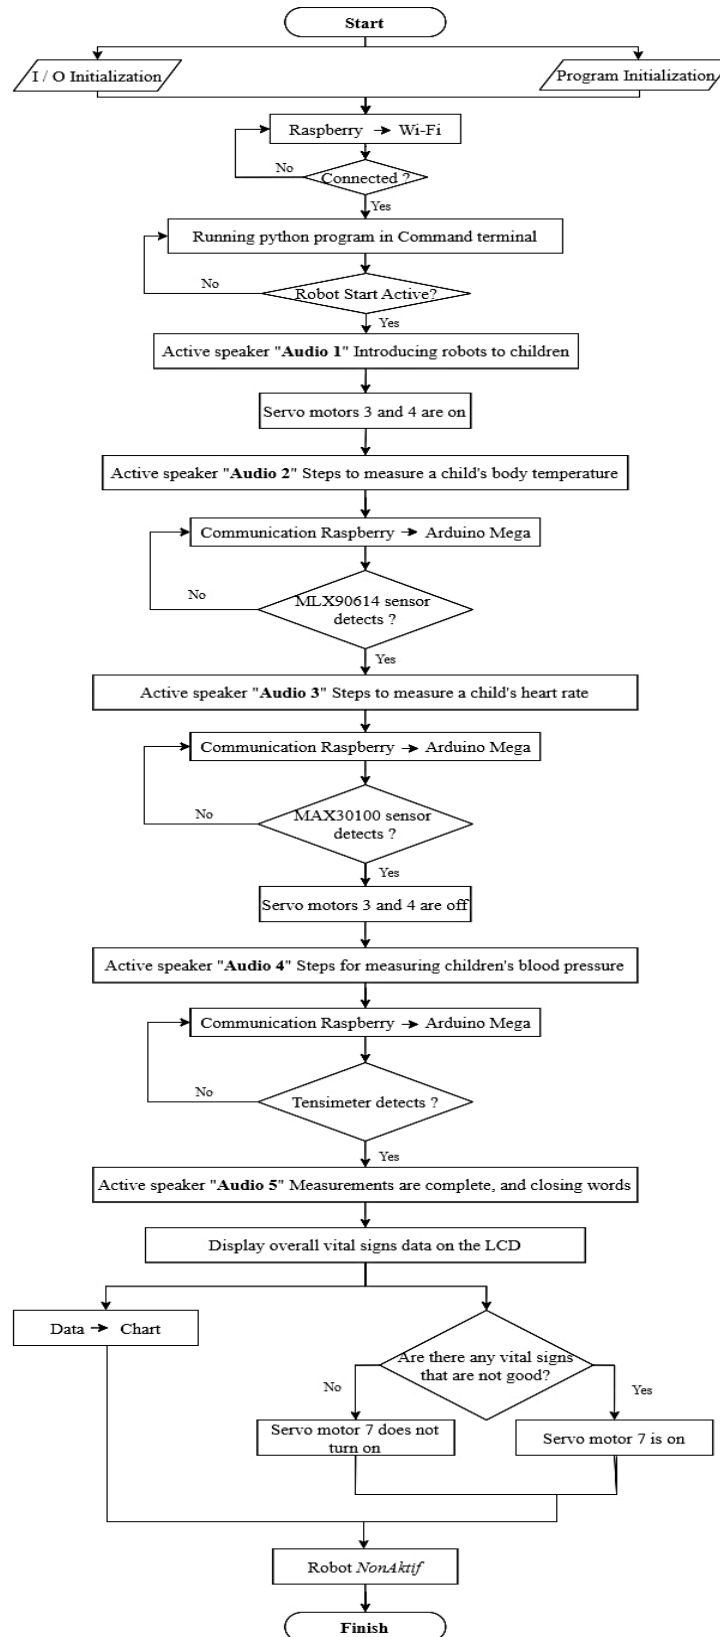 Start
I / O Initialization
Program Initialization
Raspberry → Wi-Fi
No
Connected ?
Yes
Running python program in Command terminal
No
Robot Start Active?
Yes
Active speaker "Audio 1" Introducing robots to children
Servo motors 3 and 4 are on
Active speaker "Audio 2" Steps to measure a child's body temperature
Communication Raspberry → Arduino Mega
No
MLX90614 sensor
detects ?
Yes
Active speaker "Audio 3" Steps to measure a child's heart rate
Communication Raspberry → Arduino Mega
No
MAX30100 sensor
detects ?
Yes
Servo motors 3 and 4 are off
Active speaker "Audio 4" Steps for measuring children's blood pressure
Communication Raspberry → Arduino Mega
No
Tensimeter detects ?
Yes
Active speaker "Audio 5" Measurements are complete, and closing words
Display overall vital signs data on the LCD
Data → Chart
Are there any vital signs
that are not good?
No
Yes
Servo motor 7 does not
turn on
Servo motor 7 is on
Robot NonAktif
Finish